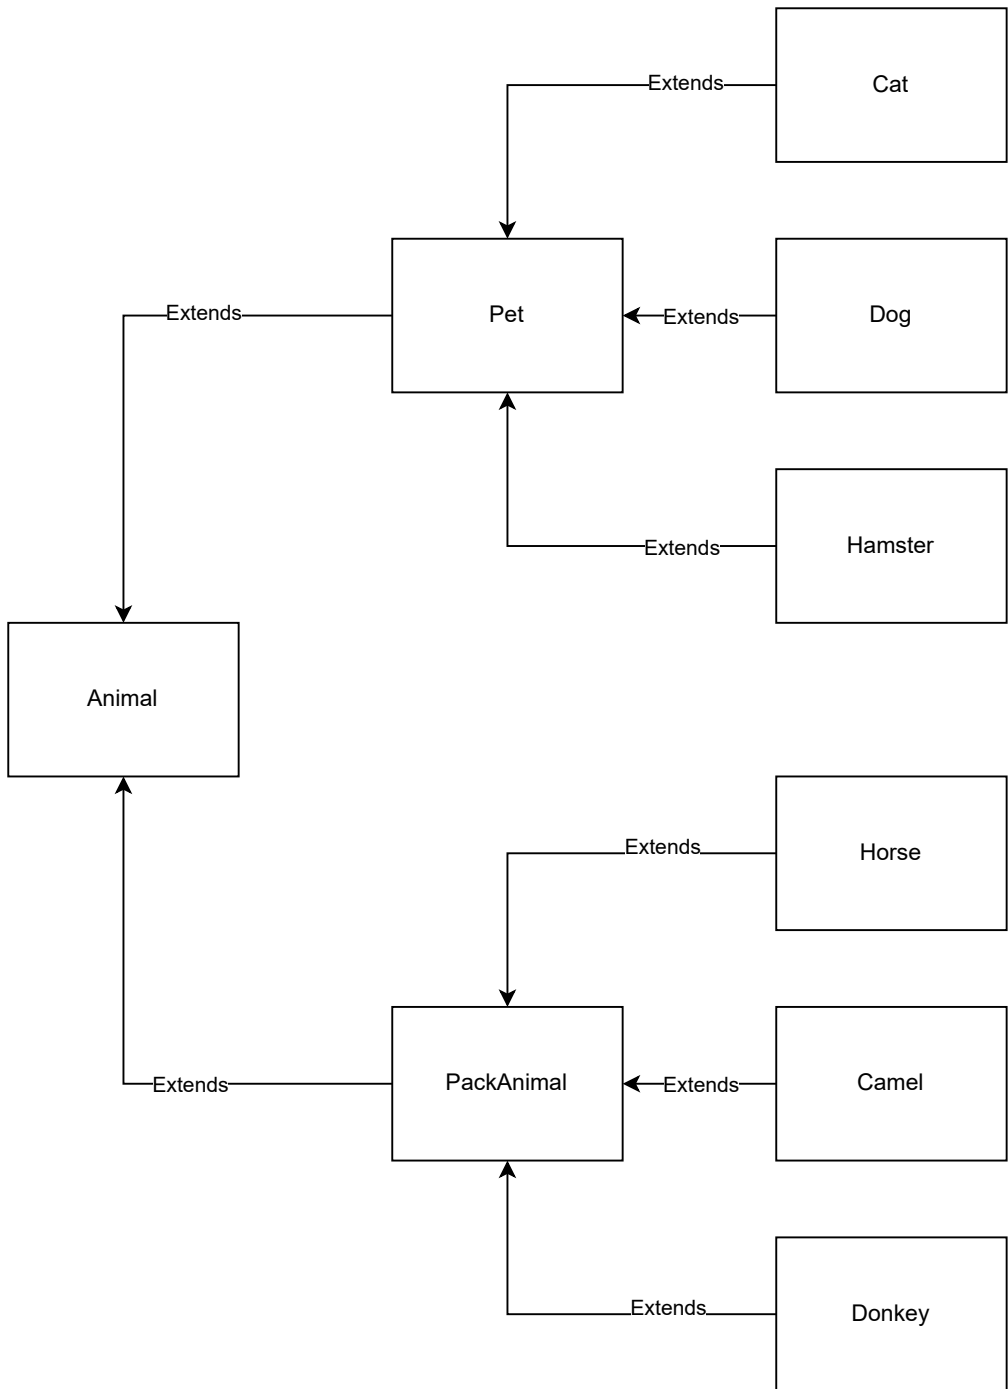 Extends
Cat
Extends
Pet
Extends
Dog
Extends
Hamster
Animal
Extends
Horse
Extends
PackAnimal
Extends
Camel
Extends
Donkey